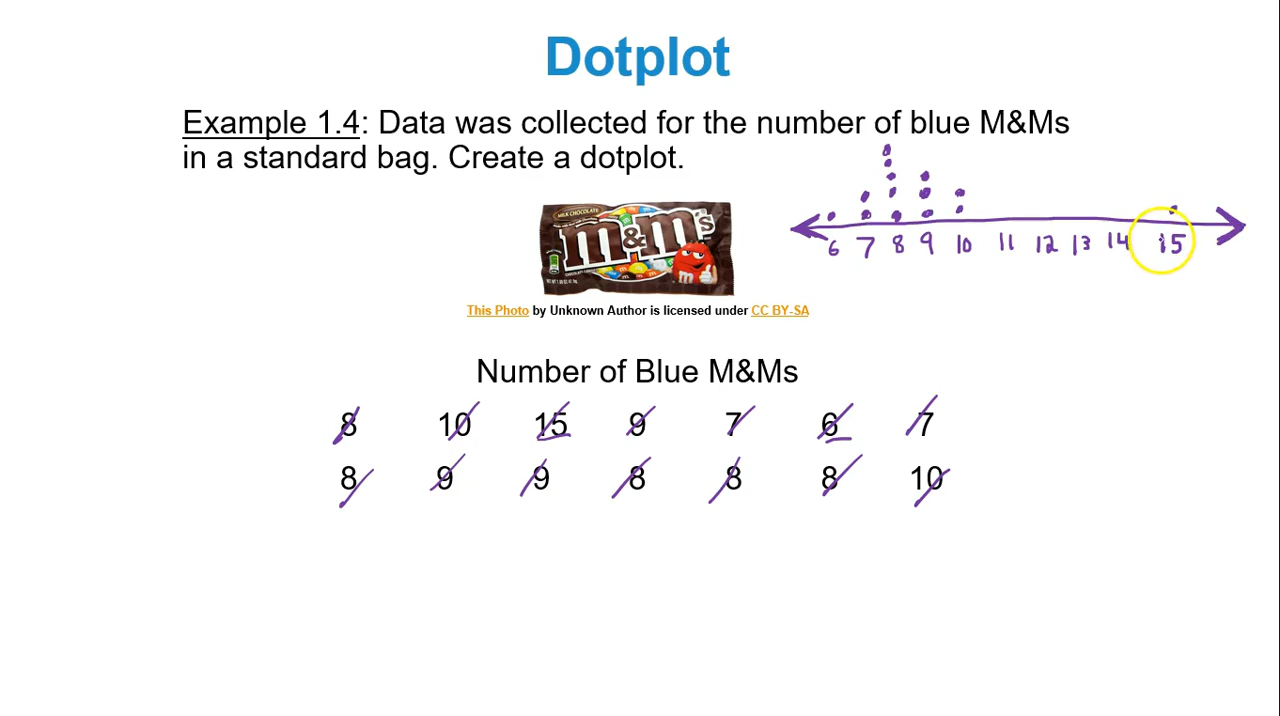 Dotplot
Example 1.4: Data was collected for the number of blue M&Ms
in a standard bag. Create a dotplot.
MILK CHOCOLATE
m&m's
m
6 7 8 9 10 11 12 13 14 15
This Photo by Unknown Author is licensed under CC BY-SA
Number of Blue M&Ms
8 10 15 9 7 6 7
8 9 9 8 8 8 10